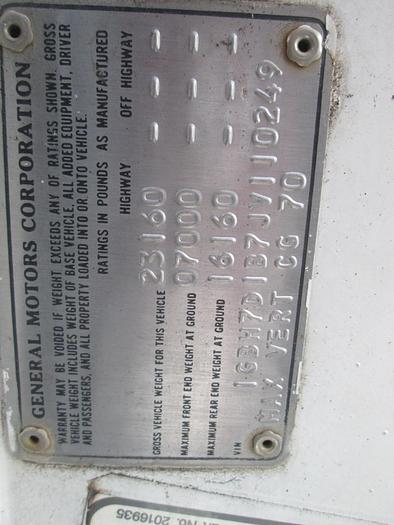 GENERAL MOTORS CORPORATION
WARRANTY MAY BE VOIDED IF WEIGHT EXCEEDS ANY OF RATINGS SHOWN. GROSS
VEHICLE WEIGHT INCLUDES WEIGHT OF BASE VEHICLE, ALL ADDED EQUIPMENT, DRIVER
AND PASSENGERS, AND ALL PROPERTY LOADED INTO OR ONTO VEHICLE.
RATINGS IN POUNDS AS MANUFACTURED
HIGHWAY OFF HIGHWAY
GROSS VEHICLE WEIGHT FOR THIS VEHICLE 23160 - - -
MAXIMUM FRONT END WEIGHT AT GROUND 07000 - - -
MAXIMUM REAR END WEIGHT AT GROUND 16160 - - -
VIN 1GBH7D1B7JV110249
MAX VERT CG 70
No. 2016935